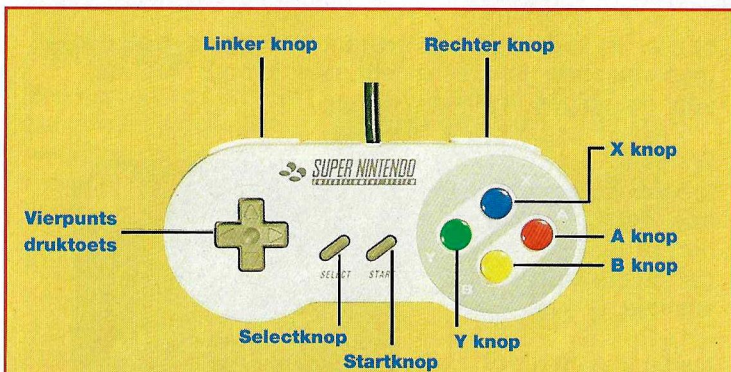 Linker knop
Rechter knop
SUPER NINTENDO
ENTERTAINMENT SYSTEM
X knop
Vierpunts
druktoets
A knop
B knop
SELECT
START
Y
B
Selectknop
Y knop
Startknop